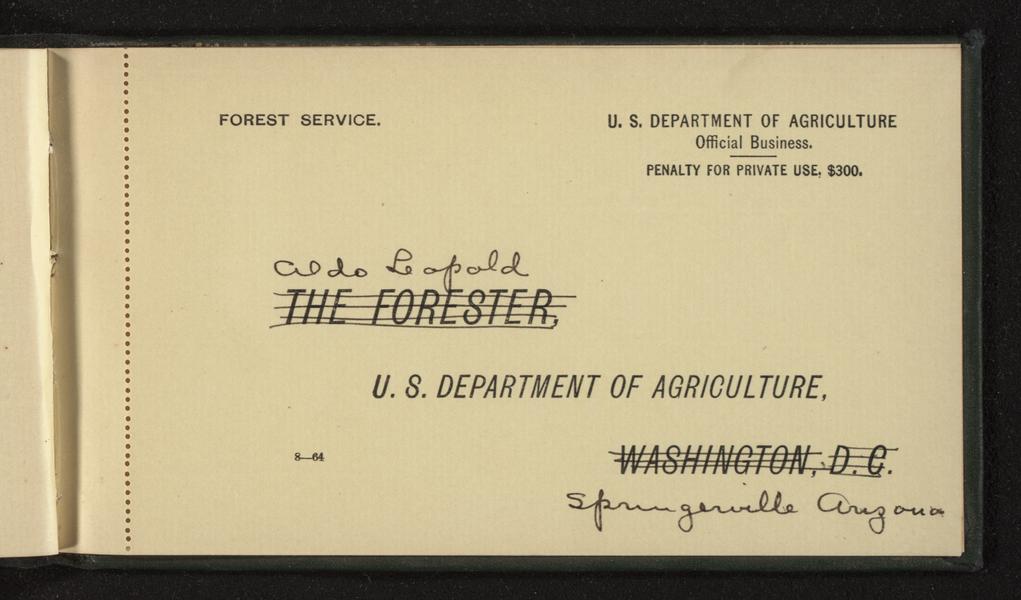 FOREST SERVICE.
U. S. DEPARTMENT OF AGRICULTURE
Official Business.
PENALTY FOR PRIVATE USE, $300.
Aldo Leopold
THE FORESTER,
U. S. DEPARTMENT OF AGRICULTURE,
8—64
WASHINGTON, D. C.
Springerville Arizona